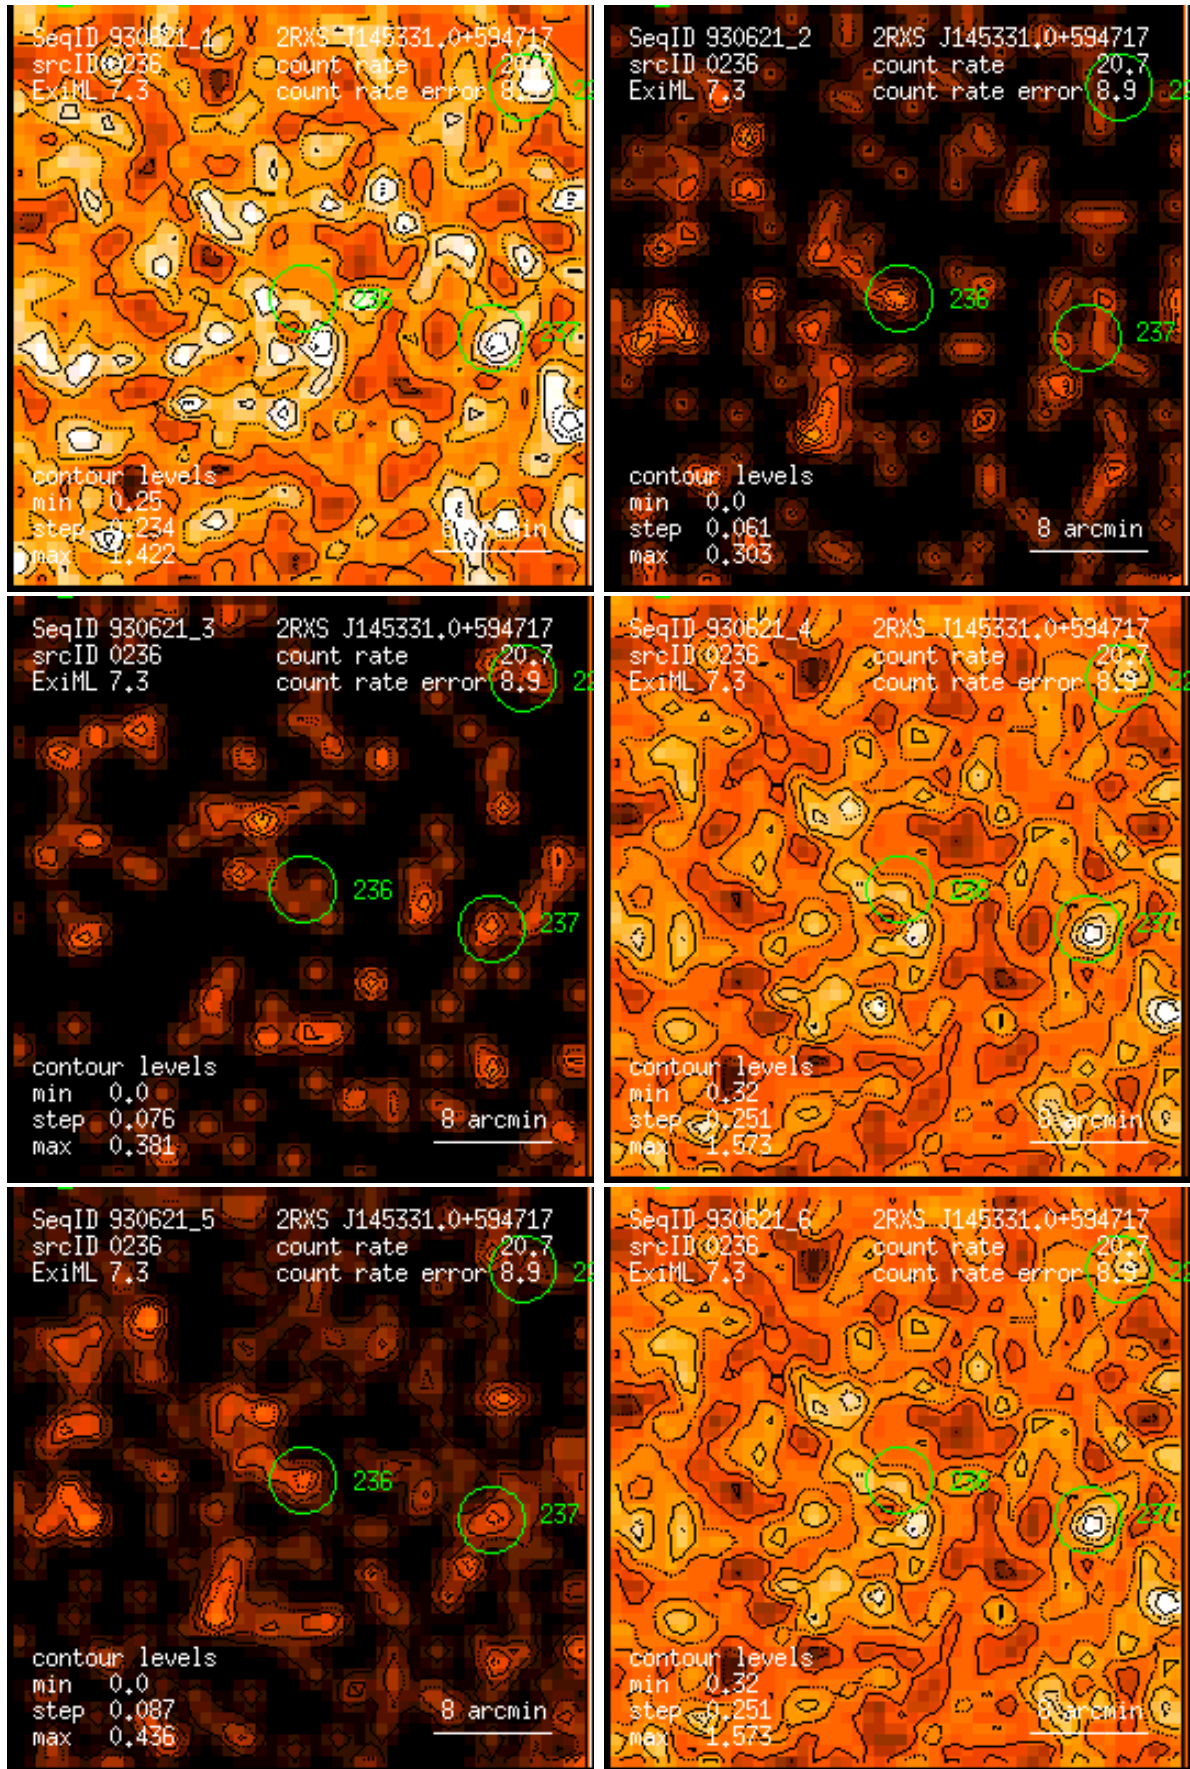 SeqID 930621_1 2RXS J145331.0+594717
srcID 0236 count rate 20.7
ExiML 7.3 count rate error 8.9
236
237
contour levels
min 0.25
step 0.234
max 1.422
8 arcmin
SeqID 930621_2 2RXS J145331.0+594717
srcID 0236 count rate 20.7
ExiML 7.3 count rate error 8.9
236
237
contour levels
min 0.0
step 0.061
max 0.303
8 arcmin
SeqID 930621_3 2RXS J145331.0+594717
srcID 0236 count rate 20.7
ExiML 7.3 count rate error 8.9
236
237
contour levels
min 0.0
step 0.076
max 0.381
8 arcmin
SeqID 930621_4 2RXS J145331.0+594717
srcID 0236 count rate 20.7
ExiML 7.3 count rate error 8.9
236
237
contour levels
min 0.32
step 0.251
max 1.573
8 arcmin
SeqID 930621_5 2RXS J145331.0+594717
srcID 0236 count rate 20.7
ExiML 7.3 count rate error 8.9
236
237
contour levels
min 0.0
step 0.087
max 0.436
8 arcmin
SeqID 930621_6 2RXS J145331.0+594717
srcID 0236 count rate 20.7
ExiML 7.3 count rate error 8.9
236
237
contour levels
min 0.32
step 0.251
max 1.573
8 arcmin